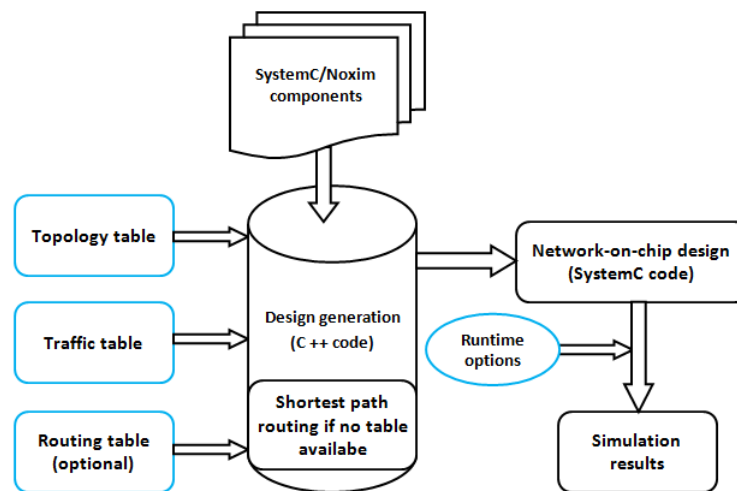 SystemC/Noxim
components
Topology table
Traffic table
Routing table
(optional)
Design generation
(C ++ code)
Shortest path
routing if no table
availabe
Network-on-chip design
(SystemC code)
Runtime
options
Simulation
results